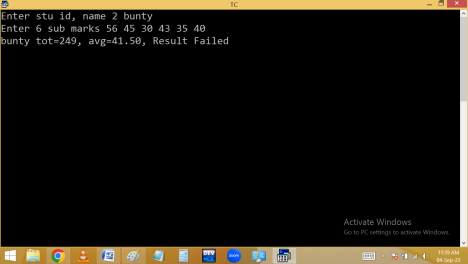 TC
Enter stu id, name 2 bunty
Enter 6 sub marks 56 45 30 43 35 40
bunty tot=249, avg=41.50, Result Failed
Activate Windows
Go to PC settings to activate Windows.
11:09 AM
04-Sep-23